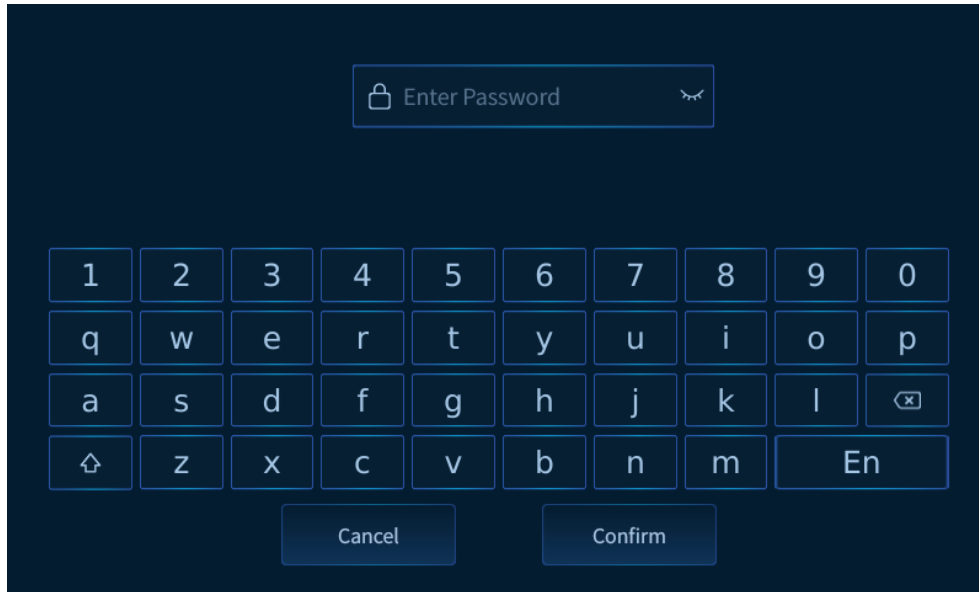 Enter Password
1 2 3 4 5 6 7 8 9 0
q w e r t y u i o p
a s d f g h j k l
z x c v b n m En
Cancel Confirm